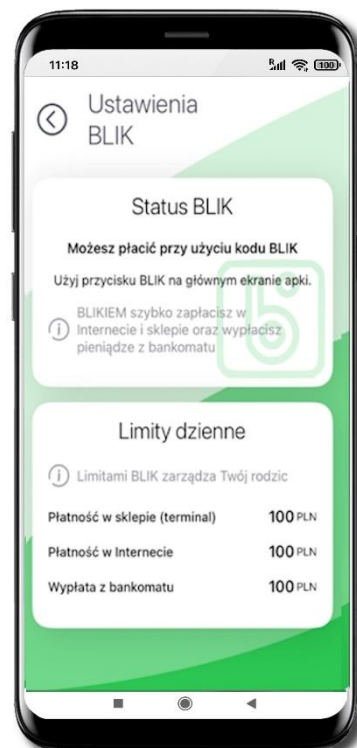 11:18
R
100
Ustawienia
BLIK
Status BLIK
Możesz płacić przy użyciu kodu BLIK
Użyj przycisku BLIK na głównym ekranie apki.
BLIKIEM szybko zapłacisz w
Internecie i sklepie oraz wypłacisz
pieniądze z bankomatu
Limity dzienne
Limitami BLIK zarządza Twój rodzic
Płatność w sklepie (terminal) 100 PLN
Płatność w Internecie 100 PLN
Wypłata z bankomatu 100 PLN